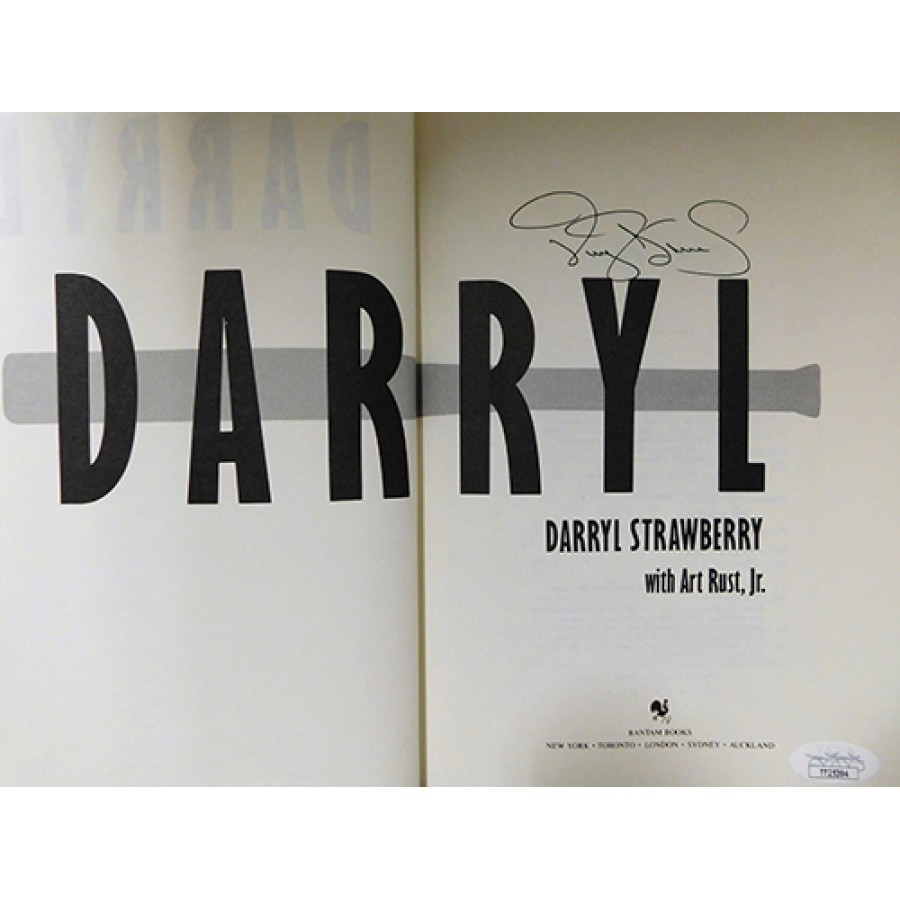 DARRYL
DARRYL
DARRYL STRAWBERRY
with Art Rust, Jr.
BANTAM BOOKS
NEW YORK • TORONTO • LONDON • SYDNEY • AUCKLAND